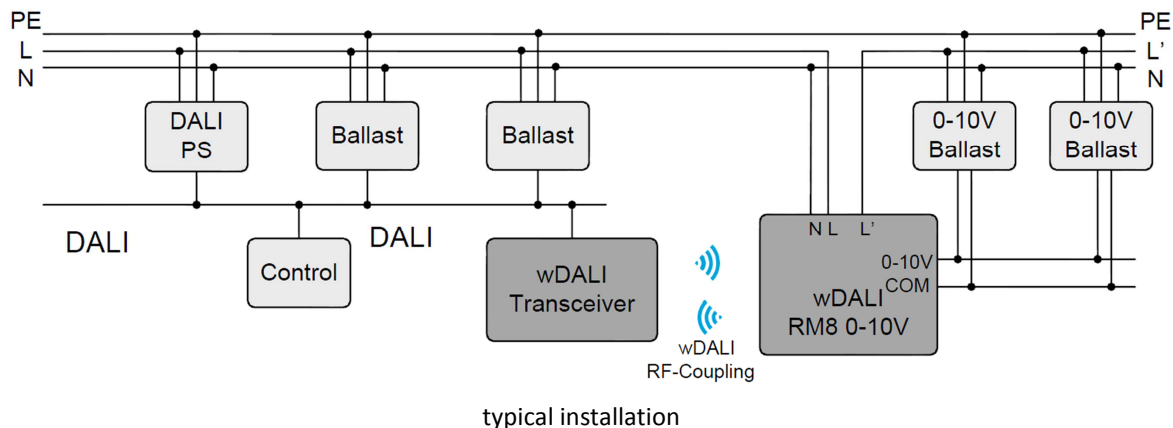 PE
L
N
PE
L'
N
DALI
PS
Ballast
Ballast
0-10V
Ballast
0-10V
Ballast
DALI
DALI
Control
wDALI
Transceiver
wDALI
RF-Coupling
N L L'
0-10V
COM
wDALI
RM8 0-10V
typical installation